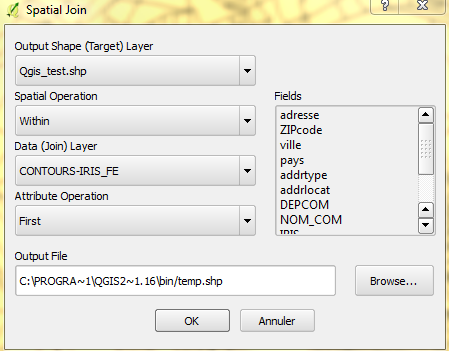 Spatial Join
Output Shape (Target) Layer
Qgis_test.shp
Spatial Operation
Within
Data (Join) Layer
CONTOURS-IRIS_FE
Attribute Operation
First
Fields
adresse
ZIPcode
ville
pays
addrtype
addrlocat
DEPCOM
NOM_COM
IRIS
Output File
C:\PROGRA~1\QGIS2~1.16\bin/temp.shp
Browse...
OK
Annuler